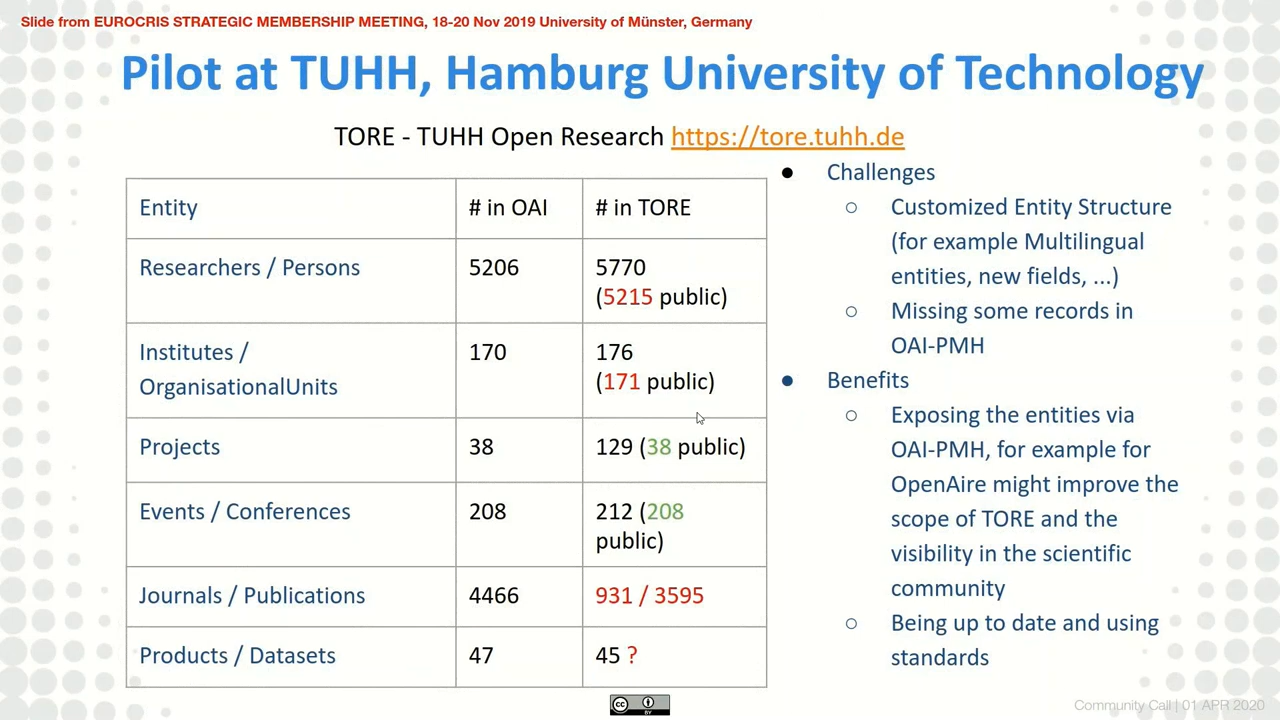 Slide from EUROCRIS STRATEGIC MEMBERSHIP MEETING, 18-20 Nov 2019 University of Münster, Germany
Pilot at TUHH, Hamburg University of Technology
TORE - TUHH Open Research https://tore.tuhh.de
Entity # in OAI # in TORE
Researchers / Persons 5206 5770
(5215 public)
Institutes / 170 176
OrganisationalUnits (171 public)
Projects 38 129 (38 public)
Events / Conferences 208 212 (208
public)
Journals / Publications 4466 931 / 3595
Products / Datasets 47 45 ?
● Challenges
○ Customized Entity Structure
(for example Multilingual
entities, new fields, ...)
○ Missing some records in
OAI-PMH
● Benefits
○ Exposing the entities via
OAI-PMH, for example for
OpenAire might improve the
scope of TORE and the
visibility in the scientific
community
○ Being up to date and using
standards
cc BY
Community Call | 01 APR 2020